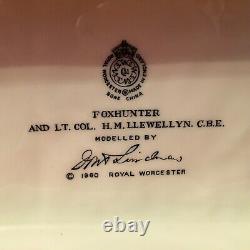 ROYAL WORCESTER
MADE IN ENGLAND
BONE CHINA
FOXHUNTER
AND LT. COL. H.M.LLEWELLYN. C.B.E.
MODELLED BY
© 1960 ROYAL WORCESTER